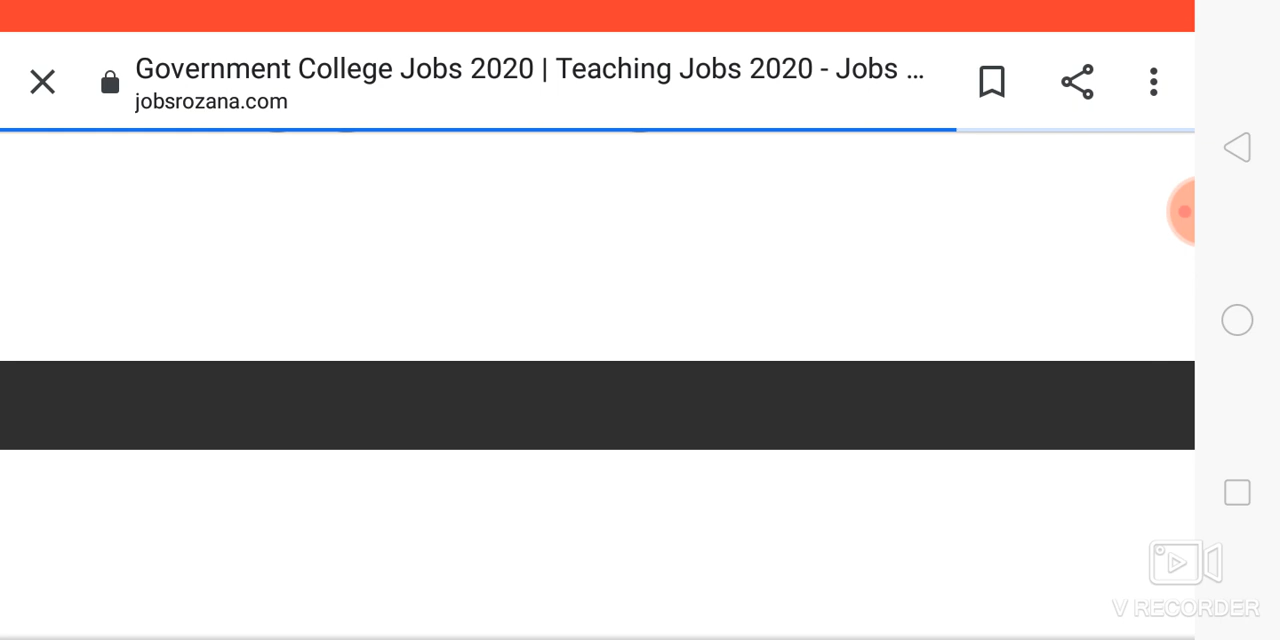 Government College Jobs 2020 | Teaching Jobs 2020 - Jobs ...
jobsrozana.com
V RECORDER